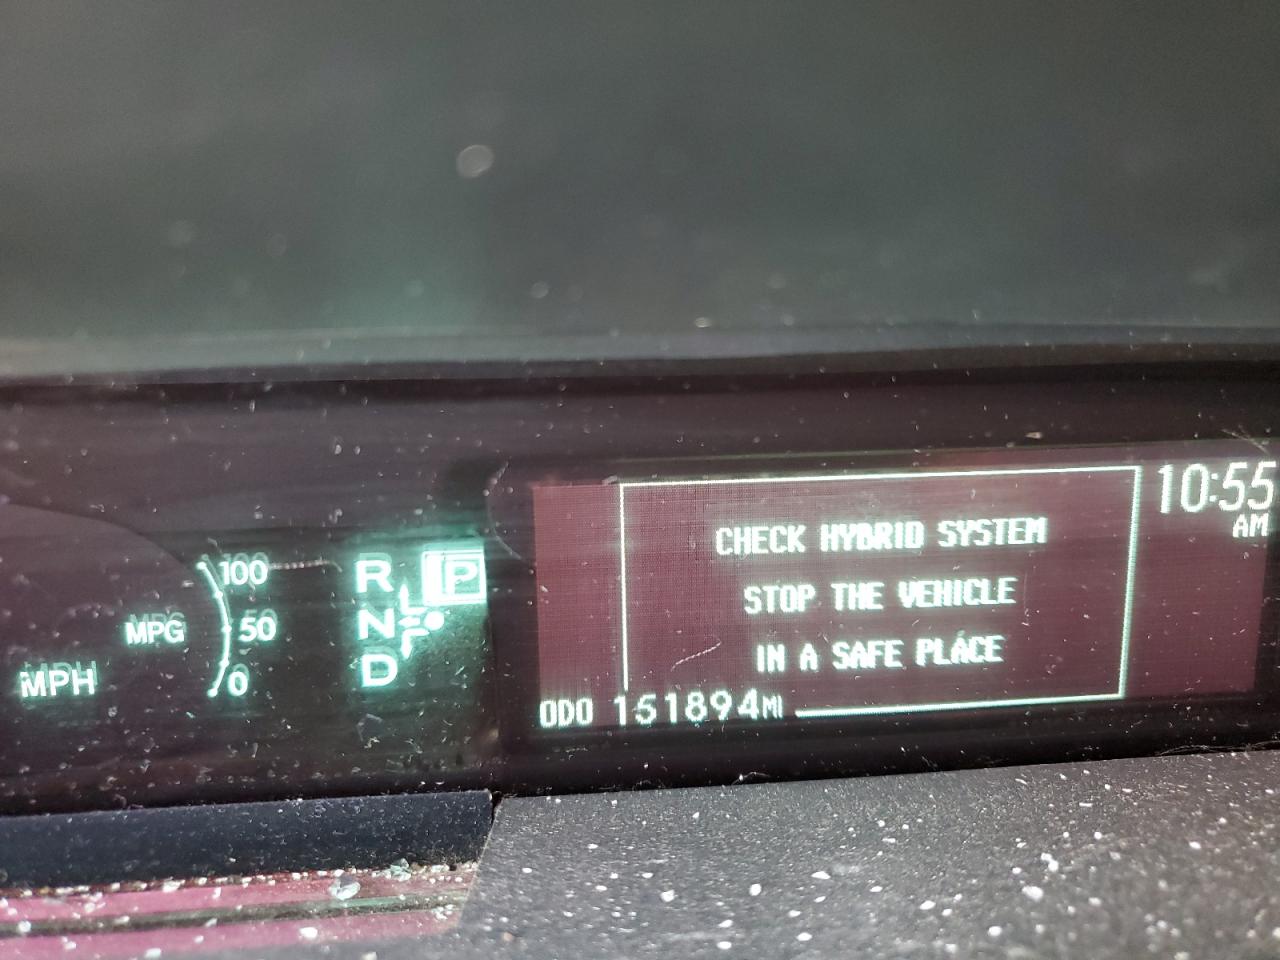 100
MPG 50
MPH 0
R P
N
D
CHECK HYBRID SYSTEM
STOP THE VEHICLE
IN A SAFE PLACE
ODO 151894MI
10:55
AM